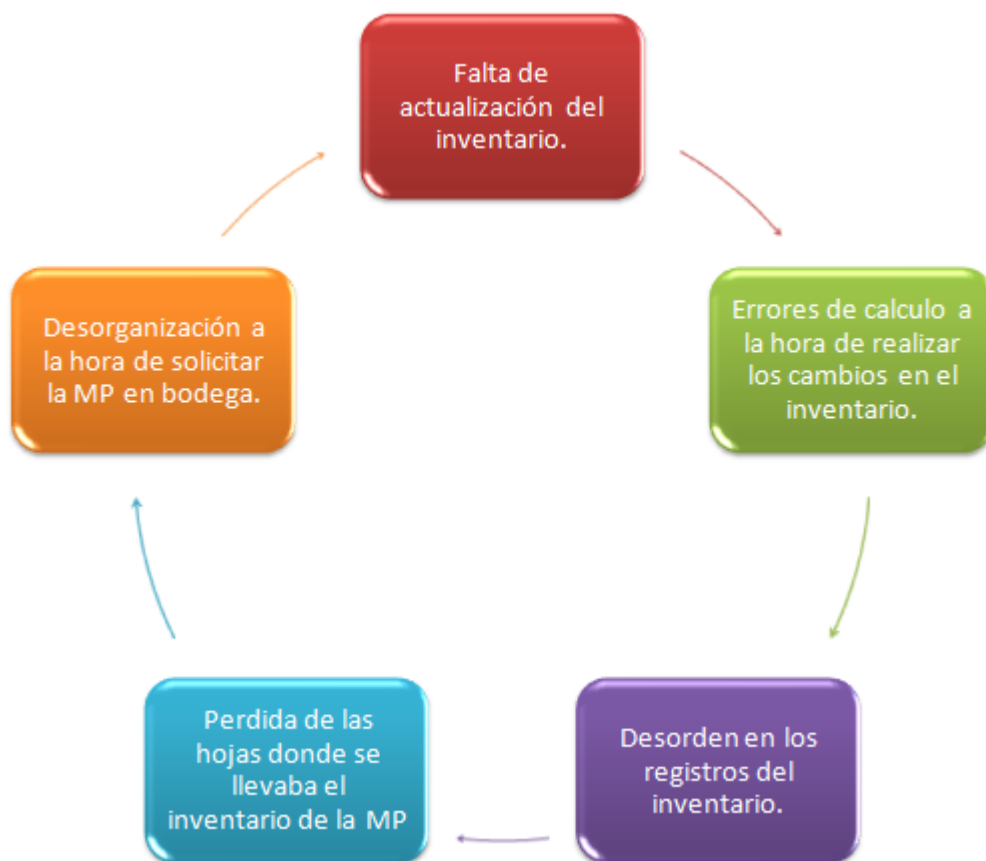 Falta de
actualización del
inventario.
Errores de calculo a
la hora de realizar
los cambios en el
inventario.
Desorden en los
registros del
inventario.
Perdida de las
hojas donde se
llevaba el
inventario de la MP
Desorganización a
la hora de solicitar
la MP en bodega.